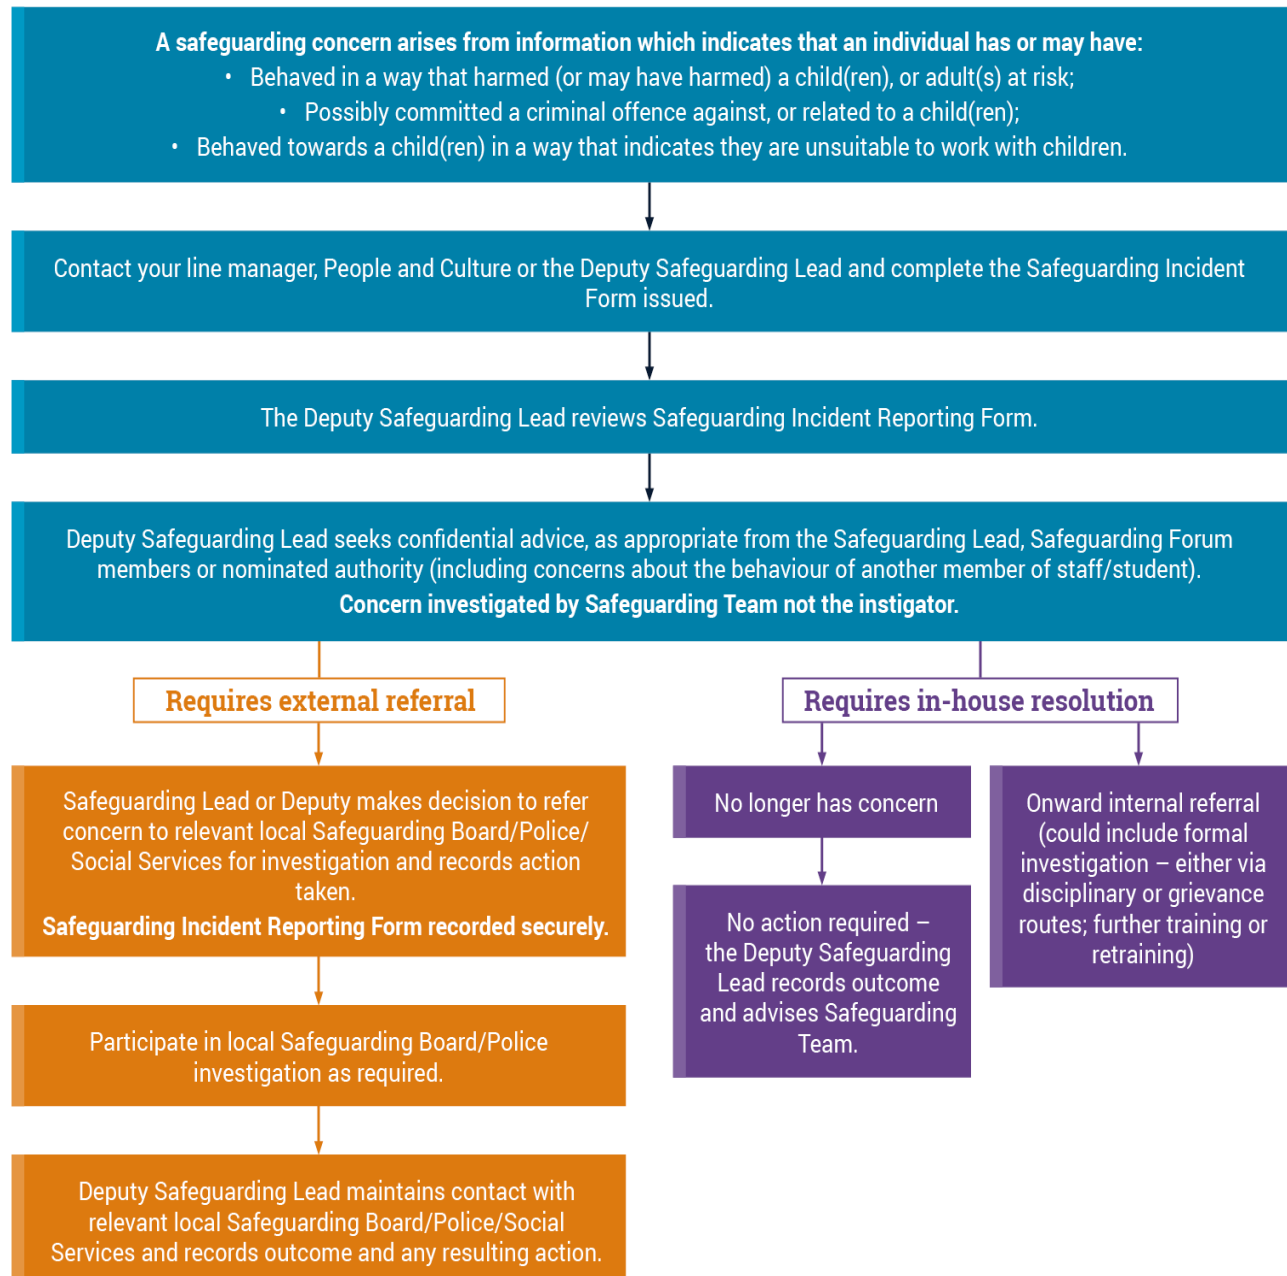 A safeguarding concern arises from information which indicates that an individual has or may have:
• Behaved in a way that harmed (or may have harmed) a child(ren), or adult(s) at risk;
• Possibly committed a criminal offence against, or related to a child(ren);
• Behaved towards a child(ren) in a way that indicates they are unsuitable to work with children.
Contact your line manager, People and Culture or the Deputy Safeguarding Lead and complete the Safeguarding Incident
Form issued.
The Deputy Safeguarding Lead reviews Safeguarding Incident Reporting Form.
Deputy Safeguarding Lead seeks confidential advice, as appropriate from the Safeguarding Lead, Safeguarding Forum
members or nominated authority (including concerns about the behaviour of another member of staff/student).
Concern investigated by Safeguarding Team not the instigator.
Requires external referral
Safeguarding Lead or Deputy makes decision to refer
concern to relevant local Safeguarding Board/Police/
Social Services for investigation and records action
taken.
Safeguarding Incident Reporting Form recorded securely.
Participate in local Safeguarding Board/Police
investigation as required.
Deputy Safeguarding Lead maintains contact with
relevant local Safeguarding Board/Police/Social
Services and records outcome and any resulting action.
Requires in-house resolution
No longer has concern
No action required –
the Deputy Safeguarding
Lead records outcome
and advises Safeguarding
Team.
Onward internal referral
(could include formal
investigation – either via
disciplinary or grievance
routes; further training or
retraining)